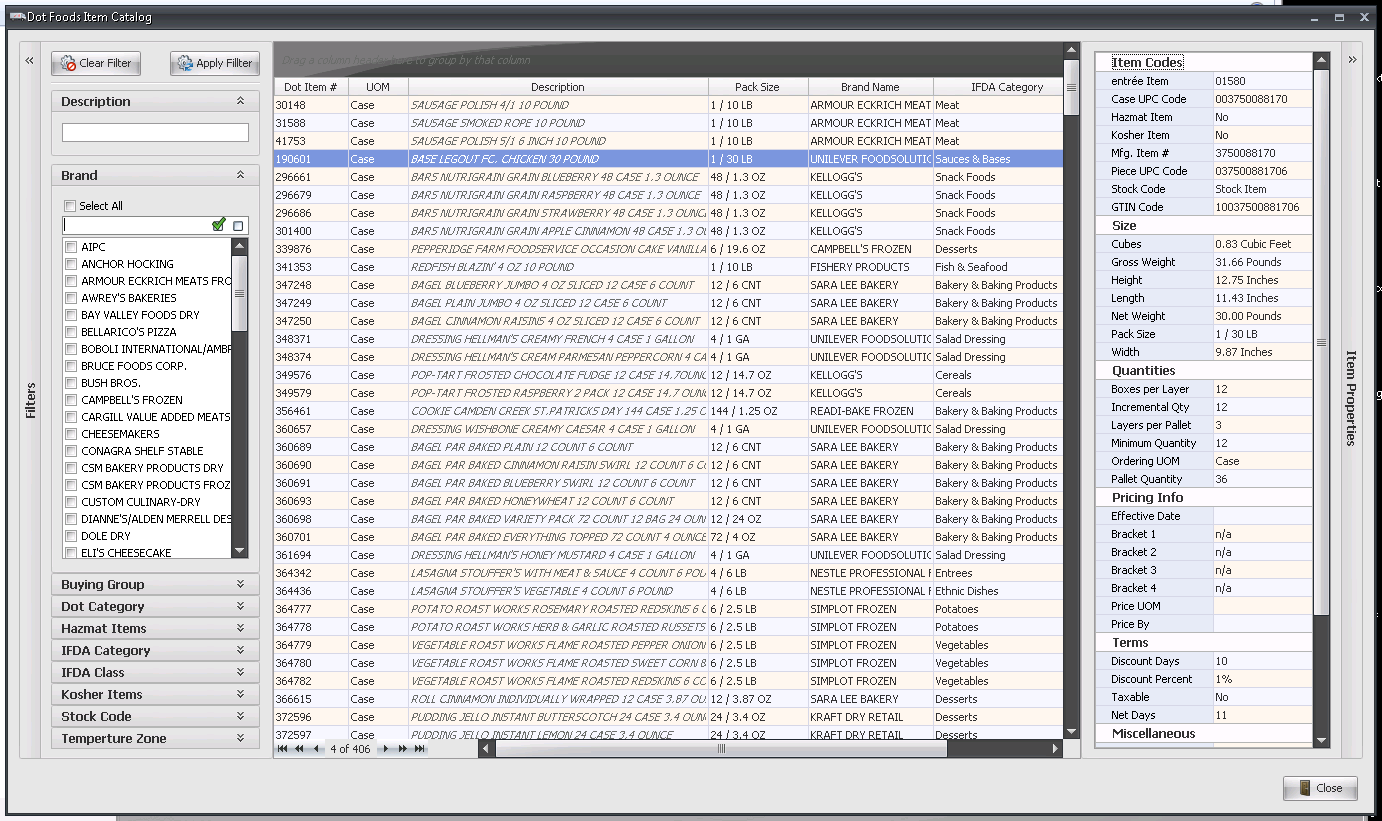 Dot Foods Item Catalog
Clear Filter
Apply Filter
Description
Brand
Select All
AIPC
ANCHOR HOCKING
ARMOUR ECKRICH MEATS FRO
AWREY'S BAKERIES
BAY VALLEY FOODS DRY
BELLARICO'S PIZZA
BOBOLI INTERNATIONAL/AMBR
BRUCE FOODS CORP.
BUSH BROS.
CAMPBELL'S FROZEN
CARGILL VALUE ADDED MEATS
CHEESEMAKERS
CONAGRA SHELF STABLE
CSM BAKERY PRODUCTS DRY
CSM BAKERY PRODUCTS FROZ
CUSTOM CULINARY-DRY
DIANNE'S/ALDEN MERRELL DES
DOLE DRY
ELI'S CHEESECAKE
Buying Group
Dot Category
Hazmat Items
IFDA Category
IFDA Class
Kosher Items
Stock Code
Temperture Zone
Filters
Drag a column header here to group by that column
Dot Item # UOM Description Pack Size Brand Name IFDA Category
30148 Case SAUSAGE POLISH 4/1 10 POUND 1 / 10 LB ARMOUR ECKRICH MEAT Meat
31588 Case SAUSAGE SMOKED ROPE 10 POUND 1 / 10 LB ARMOUR ECKRICH MEAT Meat
41753 Case SAUSAGE POLISH 5/1 6 INCH 10 POUND 1 / 10 LB ARMOUR ECKRICH MEAT Meat
190601 Case BASE LEGOUT FC. CHICKEN 30 POUND 1 / 30 LB UNILEVER FOODSOLUTIO Sauces & Bases
296661 Case BARS NUTRIGRAIN GRAIN BLUEBERRY 48 CASE 1.3 OUNCE 48 / 1.3 OZ KELLOGG'S Snack Foods
296679 Case BARS NUTRIGRAIN GRAIN RASPBERRY 48 CASE 1.3 OUNCE 48 / 1.3 OZ KELLOGG'S Snack Foods
296686 Case BARS NUTRIGRAIN GRAIN STRAWBERRY 48 CASE 1.3 OUNC 48 / 1.3 OZ KELLOGG'S Snack Foods
301400 Case BARS NUTRIGRAIN GRAIN APPLE CINNAMON 48 CASE 1.3 OU 48 / 1.3 OZ KELLOGG'S Snack Foods
339876 Case PEPPERIDGE FARM FOODSERVICE OCCASION CAKE VANILLA 6 / 19.6 OZ CAMPBELL'S FROZEN Desserts
341353 Case REDFISH BLAZIN' 4 OZ 10 POUND 1 / 10 LB FISHERY PRODUCTS Fish & Seafood
347248 Case BAGEL BLUEBERRY JUMBO 4 OZ SLICED 12 CASE 6 COUNT 12 / 6 CNT SARA LEE BAKERY Bakery & Baking Products
347249 Case BAGEL PLAIN JUMBO 4 OZ SLICED 12 CASE 6 COUNT 12 / 6 CNT SARA LEE BAKERY Bakery & Baking Products
347250 Case BAGEL CINNAMON RAISINS 4 OZ SLICED 12 CASE 6 COUNT 12 / 6 CNT SARA LEE BAKERY Bakery & Baking Products
348371 Case DRESSING HELLMAN'S CREAMY FRENCH 4 CASE 1 GALLON 4 / 1 GA UNILEVER FOODSOLUTIO Salad Dressing
348374 Case DRESSING HELLMAN'S CREAM PARMESAN PEPPERCORN 4 CA 4 / 1 GA UNILEVER FOODSOLUTIO Salad Dressing
349576 Case POP-TART FROSTED CHOCOLATE FUDGE 12 CASE 14.7OUNC 12 / 14.7 OZ KELLOGG'S Cereals
349579 Case POP-TART FROSTED RASPBERRY 2 PACK 12 CASE 14.7 OUNC 12 / 14.7 OZ KELLOGG'S Cereals
356461 Case COOKIE CAMDEN CREEK ST.PATRICKS DAY 144 CASE 1.25 O 144 / 1.25 OZ READI-BAKE FROZEN Bakery & Baking Products
360657 Case DRESSING WISHBONE CREAMY CAESAR 4 CASE 1 GALLON 4 / 1 GA UNILEVER FOODSOLUTIO Salad Dressing
360689 Case BAGEL PAR BAKED PLAIN 12 COUNT 6 COUNT 12 / 6 CNT SARA LEE BAKERY Bakery & Baking Products
360690 Case BAGEL PAR BAKED CINNAMON RAISIN SWIRL 12 COUNT 6 CO 12 / 6 CNT SARA LEE BAKERY Bakery & Baking Products
360691 Case BAGEL PAR BAKED BLUEBERRY SWIRL 12 COUNT 6 COUNT 12 / 6 CNT SARA LEE BAKERY Bakery & Baking Products
360693 Case BAGEL PAR BAKED HONEYWHEAT 12 COUNT 6 COUNT 12 / 6 CNT SARA LEE BAKERY Bakery & Baking Products
360698 Case BAGEL PAR BAKED VARIETY PACK 72 COUNT 12 BAG 24 OUN 12 / 24 OZ SARA LEE BAKERY Bakery & Baking Products
360701 Case BAGEL PAR BAKED EVERYTHING TOPPED 72 COUNT 4 OUNCE 72 / 4 OZ SARA LEE BAKERY Bakery & Baking Products
361694 Case DRESSING HELLMAN'S HONEY MUSTARD 4 CASE 1 GALLON 4 / 1 GA UNILEVER FOODSOLUTIO Salad Dressing
364342 Case LASAGNA STOUFFER'S WITH MEAT & SAUCE 4 COUNT 6 POU 4 / 6 LB NESTLE PROFESSIONAL F Entrees
364436 Case LASAGNA STOUFFER'S VEGETABLE 4 COUNT 6 POUND 4 / 6 LB NESTLE PROFESSIONAL F Ethnic Dishes
364777 Case POTATO ROAST WORKS ROSEMARY ROASTED REDSKINS 6 C 6 / 2.5 LB SIMPLOT FROZEN Potatoes
364778 Case POTATO ROAST WORKS HERB & GARLIC ROASTED RUSSETS 6 / 2.5 LB SIMPLOT FROZEN Potatoes
364779 Case VEGETABLE ROAST WORKS FLAME ROASTED PEPPER ONION 6 / 2.5 LB SIMPLOT FROZEN Vegetables
364780 Case VEGETABLE ROAST WORKS FLAME ROASTED SWEET CORN & 6 / 2.5 LB SIMPLOT FROZEN Vegetables
364782 Case VEGETABLE ROAST WORKS FLAME ROASTED REDSKINS 6 CO 6 / 2.5 LB SIMPLOT FROZEN Vegetables
366615 Case ROLL CINNAMON INDIVIDUALLY WRAPPED 12 CASE 3.87 OU 12 / 3.87 OZ SARA LEE BAKERY Desserts
372596 Case PUDDING JELLO INSTANT BUTTERSCOTCH 24 CASE 3.4 OUN 24 / 3.4 OZ KRAFT DRY RETAIL Desserts
372597 Case PUDDING JELLO INSTANT LEMON 24 CASE 3.4 OUNCE 24 / 3.4 OZ KRAFT DRY RETAIL Desserts
4 of 406
Item Codes
entrée Item 01580
Case UPC Code 003750088170
Hazmat Item No
Kosher Item No
Mfg. Item # 3750088170
Piece UPC Code 037500881706
Stock Code Stock Item
GTIN Code 10037500881706
Size
Cubes 0.83 Cubic Feet
Gross Weight 31.66 Pounds
Height 12.75 Inches
Length 11.43 Inches
Net Weight 30.00 Pounds
Pack Size 1 / 30 LB
Width 9.87 Inches
Quantities
Boxes per Layer 12
Incremental Qty 12
Layers per Pallet 3
Minimum Quantity 12
Ordering UOM Case
Pallet Quantity 36
Pricing Info
Effective Date
Bracket 1 n/a
Bracket 2 n/a
Bracket 3 n/a
Bracket 4 n/a
Price UOM
Price By
Terms
Discount Days 10
Discount Percent 1%
Taxable No
Net Days 11
Miscellaneous
Item Properties
Close